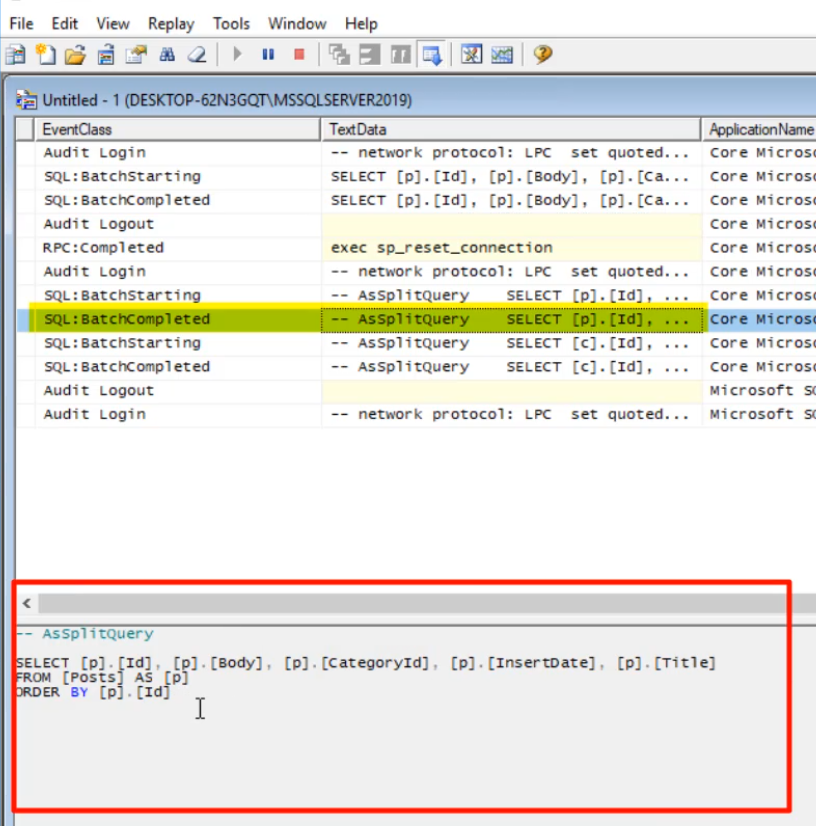 File Edit View Replay Tools Window Help
Untitled - 1 (DESKTOP-62N3GQT\MSSQLSERVER2019)
EventClass TextData ApplicationName
Audit Login -- network protocol: LPC set quoted... Core Microso
SQL:BatchStarting SELECT [p].[Id], [p].[Body], [p].[Ca... Core Microso
SQL:BatchCompleted SELECT [p].[Id], [p].[Body], [p].[Ca... Core Microso
Audit Logout Core Microso
RPC:Completed exec sp_reset_connection Core Microso
Audit Login -- network protocol: LPC set quoted... Core Microso
SQL:BatchStarting -- AsSplitQuery SELECT [p].[Id], ... Core Microso
SQL:BatchCompleted -- AsSplitQuery SELECT [p].[Id], ... Core Microso
SQL:BatchStarting -- AsSplitQuery SELECT [c].[Id], ... Core Microso
SQL:BatchCompleted -- AsSplitQuery SELECT [c].[Id], ... Core Microso
Audit Logout Microsoft SQ
Audit Login -- network protocol: LPC set quoted... Microsoft SQ
-- AsSplitQuery
SELECT [p].[Id], [p].[Body], [p].[CategoryId], [p].[InsertDate], [p].[Title]
FROM [Posts] AS [p]
ORDER BY [p].[Id]